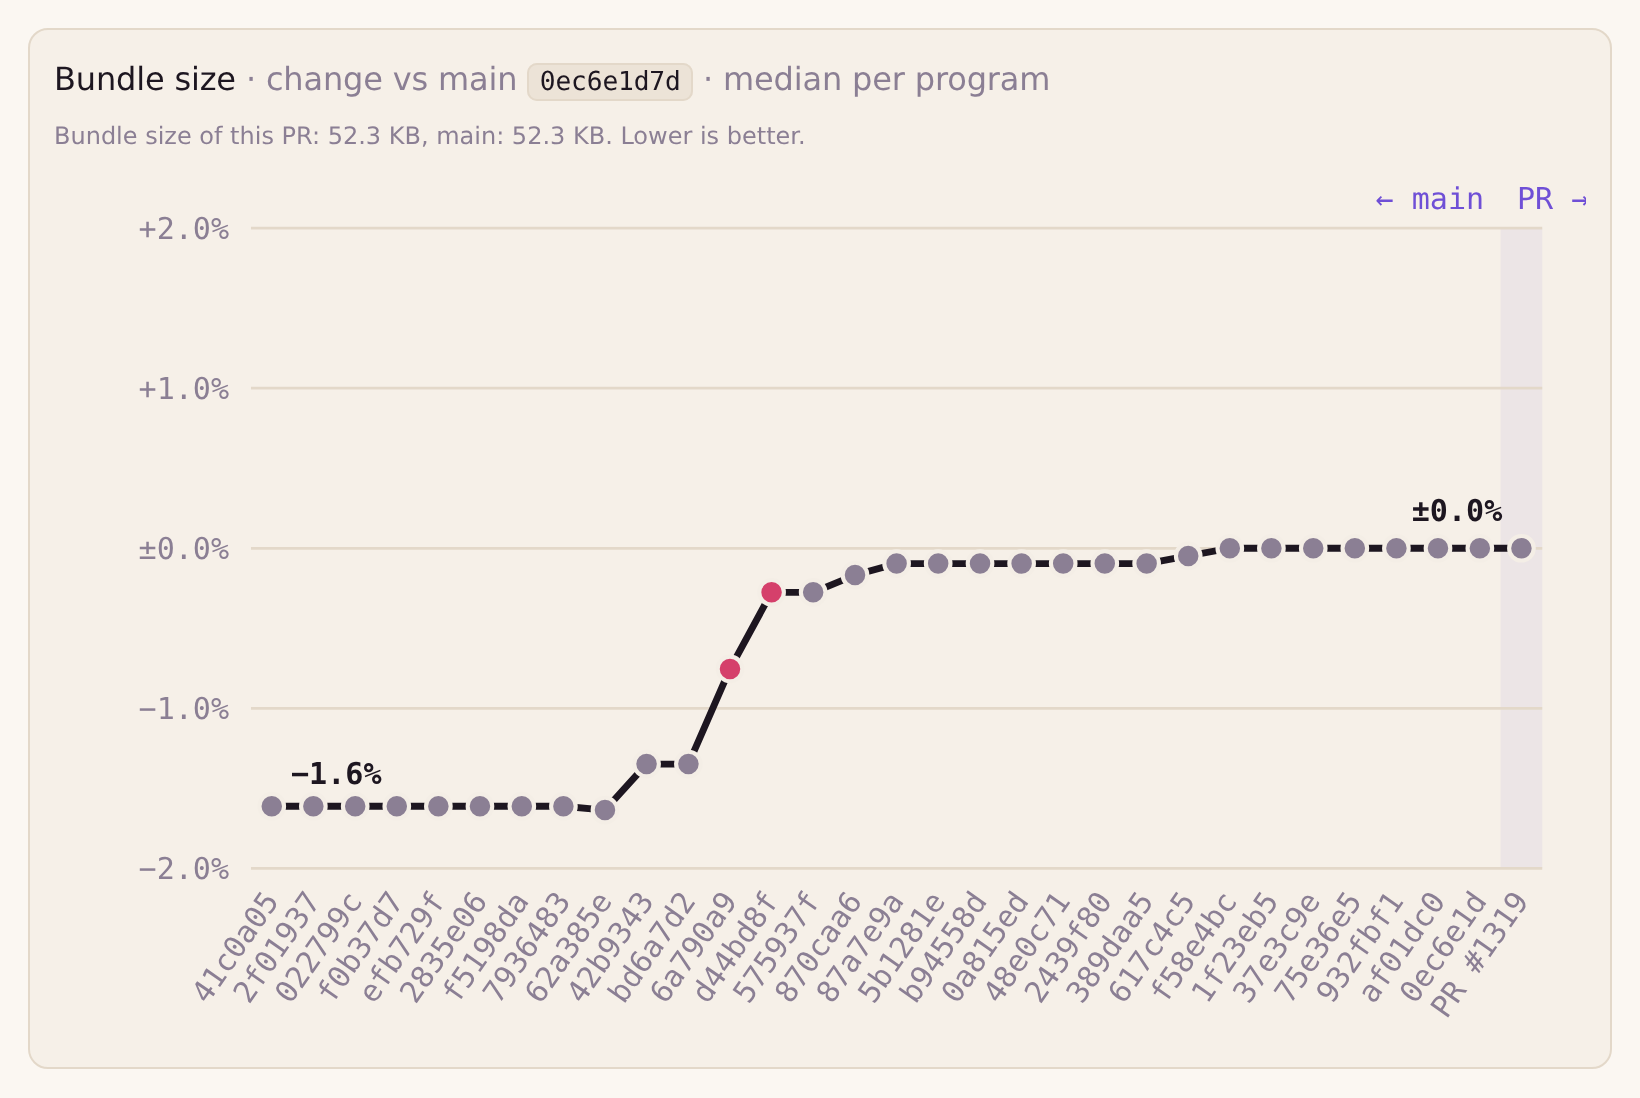 Bundle size · change vs main 0ec6e1d7d · median per program
Bundle size of this PR: 52.3 KB, main: 52.3 KB. Lower is better.
← main PR →
+2.0%
+1.0%
±0.0%
−1.0%
−2.0%
−1.6%
±0.0%
41c0a05
2f01937
022799c
f0b37d7
efb729f
2835e06
f5198da
7936483
62a385e
42b9343
bd6a7d2
6a790a9
d44bd8f
575937f
870caa6
87a7e9a
5b1281e
b94558d
0a815ed
48e0c71
2439f80
389daa5
617c4c5
f58e4bc
1f23eb5
37e3c9e
75e36e5
932fbf1
af01dc0
0ec6e1d
PR #1319